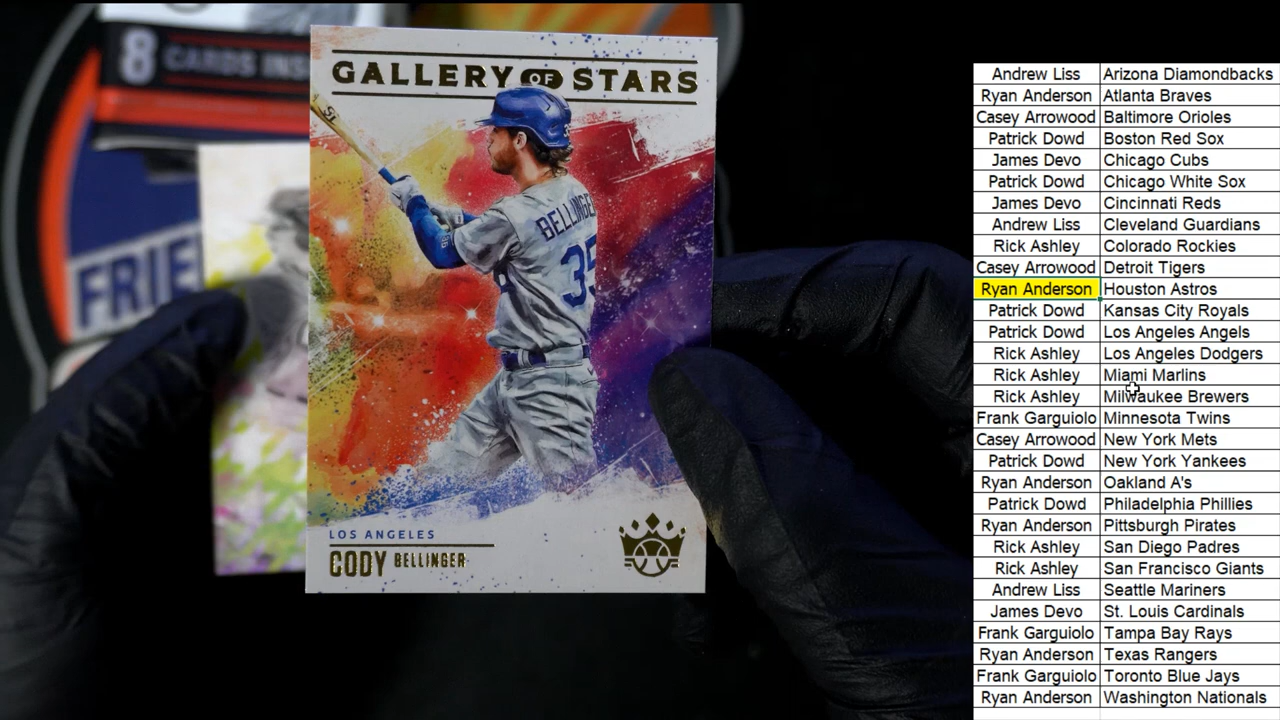 8 CARDS INS
FRIE
GALLERY OF STARS
51
BELLINGE
35
35
LOS ANGELES
CODY BELLINGER
Andrew Liss Arizona Diamondbacks
Ryan Anderson Atlanta Braves
Casey Arrowood Baltimore Orioles
Patrick Dowd Boston Red Sox
James Devo Chicago Cubs
Patrick Dowd Chicago White Sox
James Devo Cincinnati Reds
Andrew Liss Cleveland Guardians
Rick Ashley Colorado Rockies
Casey Arrowood Detroit Tigers
Ryan Anderson Houston Astros
Patrick Dowd Kansas City Royals
Patrick Dowd Los Angeles Angels
Rick Ashley Los Angeles Dodgers
Rick Ashley Miami Marlins
Rick Ashley Milwaukee Brewers
Frank Garguiolo Minnesota Twins
Casey Arrowood New York Mets
Patrick Dowd New York Yankees
Ryan Anderson Oakland A's
Patrick Dowd Philadelphia Phillies
Ryan Anderson Pittsburgh Pirates
Rick Ashley San Diego Padres
Rick Ashley San Francisco Giants
Andrew Liss Seattle Mariners
James Devo St. Louis Cardinals
Frank Garguiolo Tampa Bay Rays
Ryan Anderson Texas Rangers
Frank Garguiolo Toronto Blue Jays
Ryan Anderson Washington Nationals